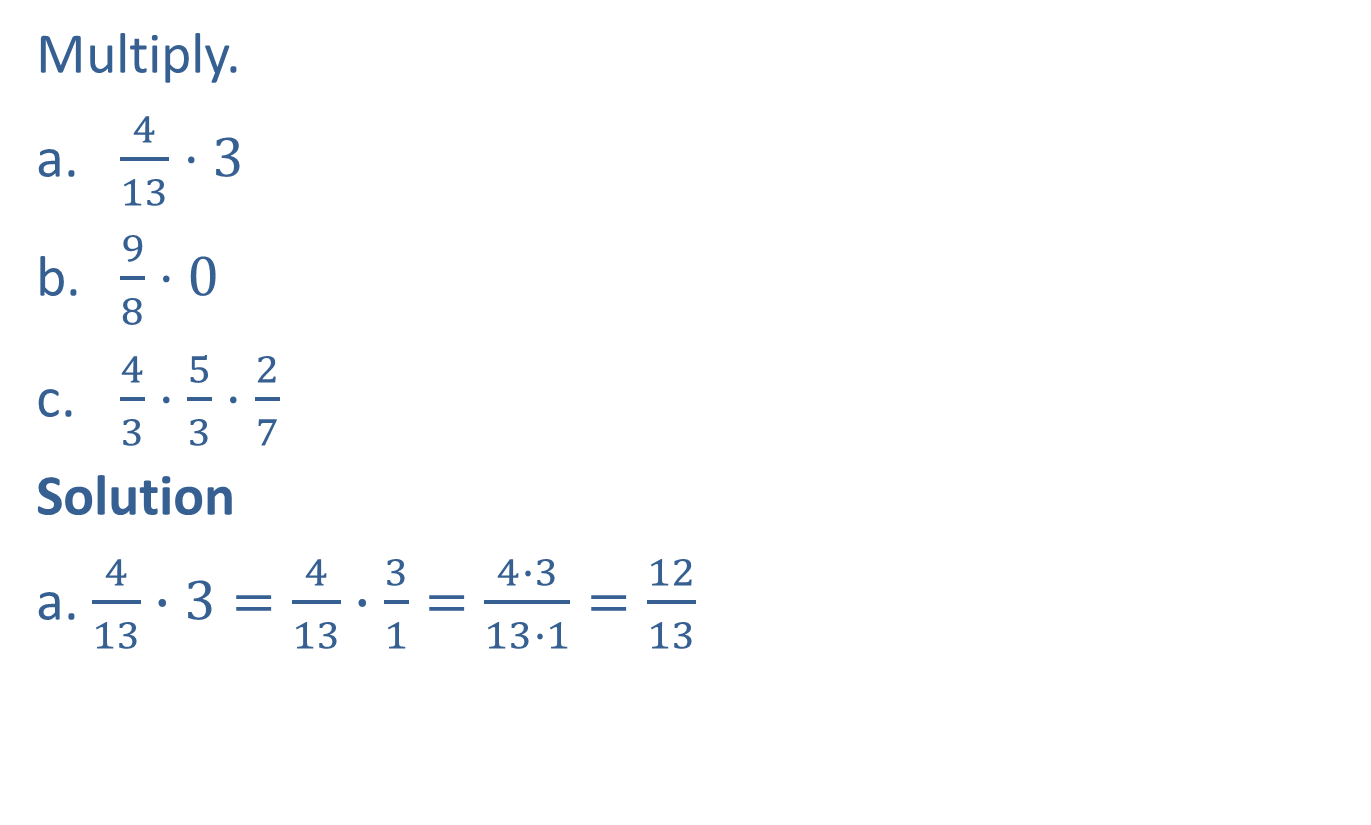 Multiply.
a. 4/13 · 3
b. 9/8 · 0
c. 4/3 · 5/3 · 2/7
Solution
a. 4/13 · 3 = 4/13 · 3/1 = 4·3/13·1 = 12/13